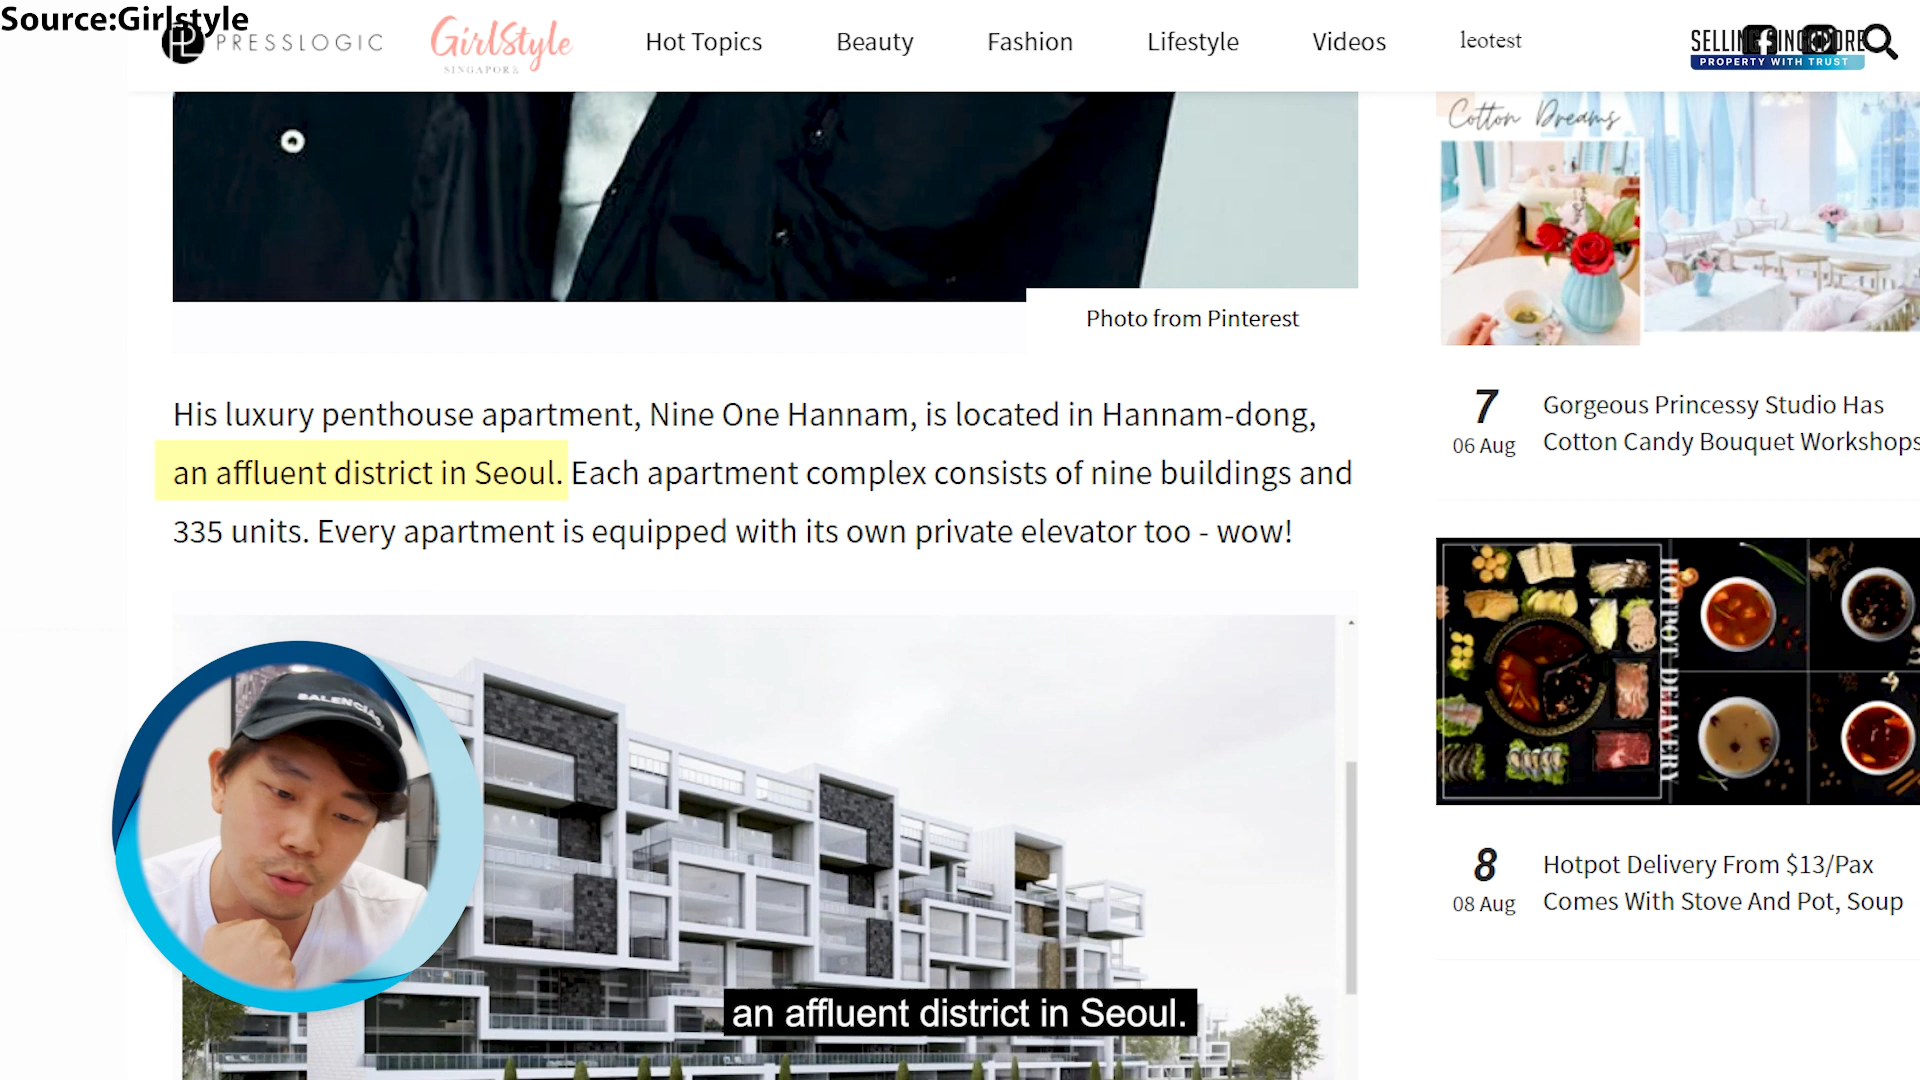 Source:Girlstyle
PL PRESSLOGIC
GirlStyle
SINGAPORE
Hot Topics
Beauty
Fashion
Lifestyle
Videos
leotest
SELLING SINGAPORE
PROPERTY WITH TRUST
Cotton Dreams
Photo from Pinterest
His luxury penthouse apartment, Nine One Hannam, is located in Hannam-dong,
an affluent district in Seoul. Each apartment complex consists of nine buildings and
335 units. Every apartment is equipped with its own private elevator too - wow!
7
06 Aug
Gorgeous Princessy Studio Has
Cotton Candy Bouquet Workshops
HOTPOT DELIVERY
8
08 Aug
Hotpot Delivery From $13/Pax
Comes With Stove And Pot, Soup
BALENCIAGA
an affluent district in Seoul.